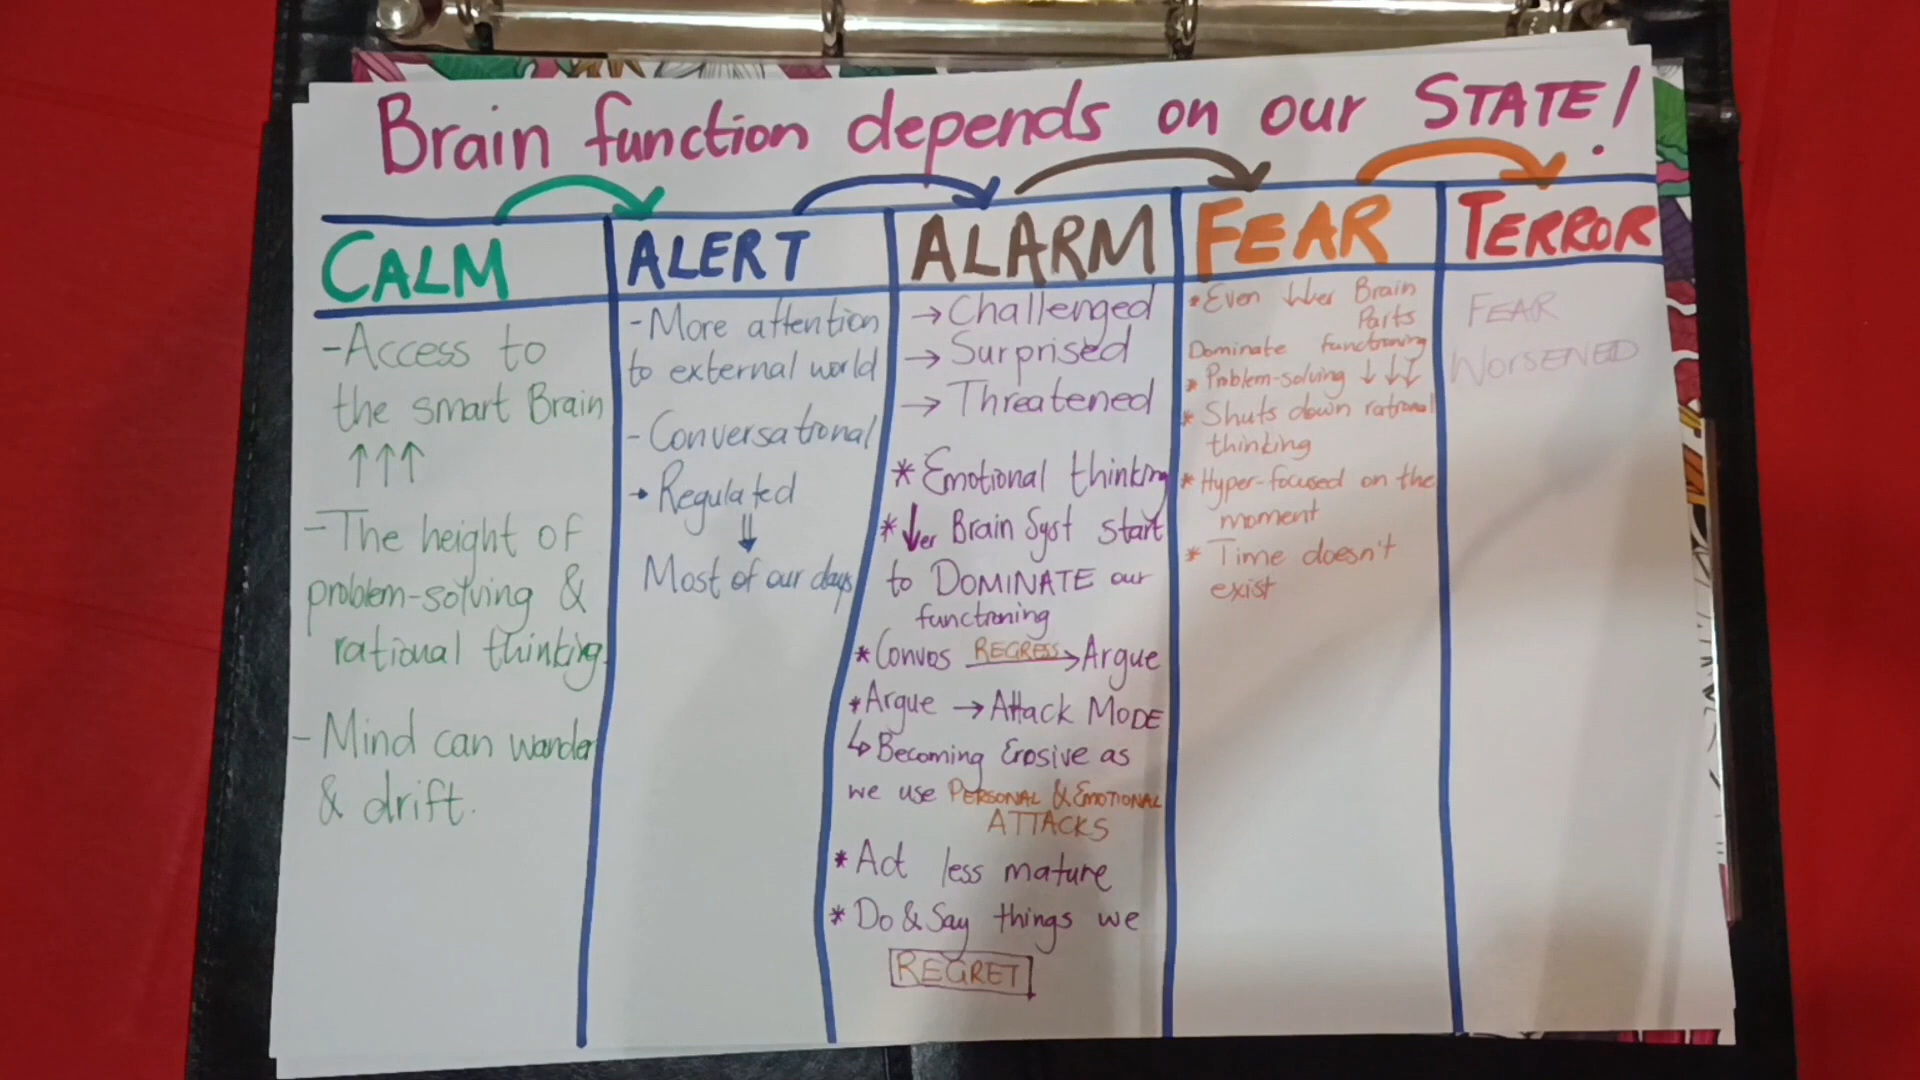 Brain function depends on our STATE!
CALM
-Access to
the smart Brain
↑↑↑
-The height of
problem-solving &
rational thinking.
- Mind can wander
& drift.
ALERT
-More attention
to external world
- Conversational
→ Regulated
⇓
Most of our days
ALARM
→ Challenged
→ Surprised
→ Threatened
* Emotional thinking
* ↓er Brain Syst start
to DOMINATE our
functioning
* Convos REGRESS → Argue
* Argue → Attack MODE
↳ Becoming Erosive as
we use PERSONAL & EMOTIONAL
ATTACKS
* Act less mature
* Do & Say things we
REGRET
FEAR
* Even ↓er Brain
Parts
Dominate functioning
* Problem-solving ↓↓↓
* Shuts down rational
thinking
* Hyper-focused on the
moment
* Time doesn't
exist
TERROR
FEAR
WORSENED